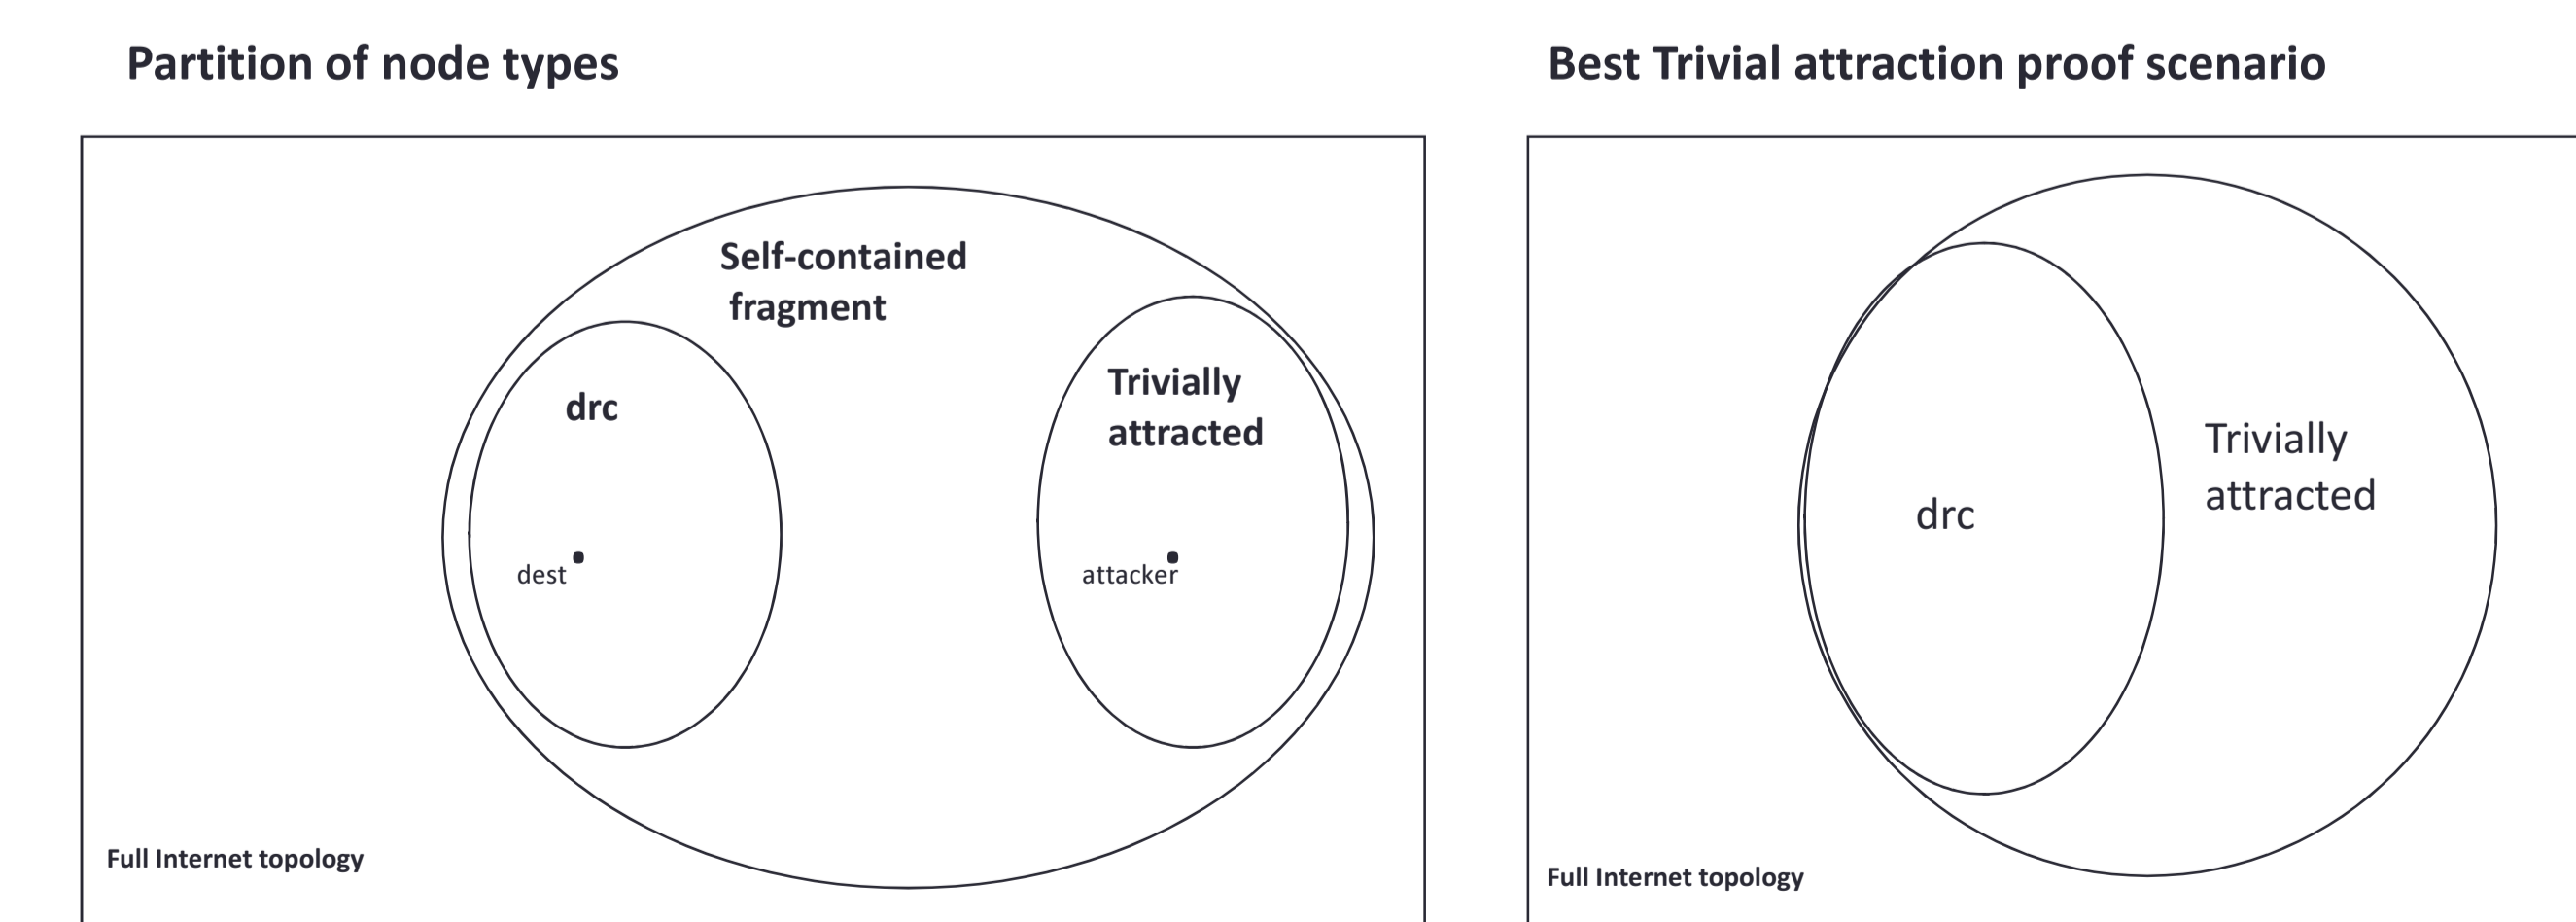 Partition of node types
Best Trivial attraction proof scenario
Self-contained
fragment
drc
Trivially
attracted
dest
attacker
Full Internet topology
Trivially
attracted
drc
Full Internet topology